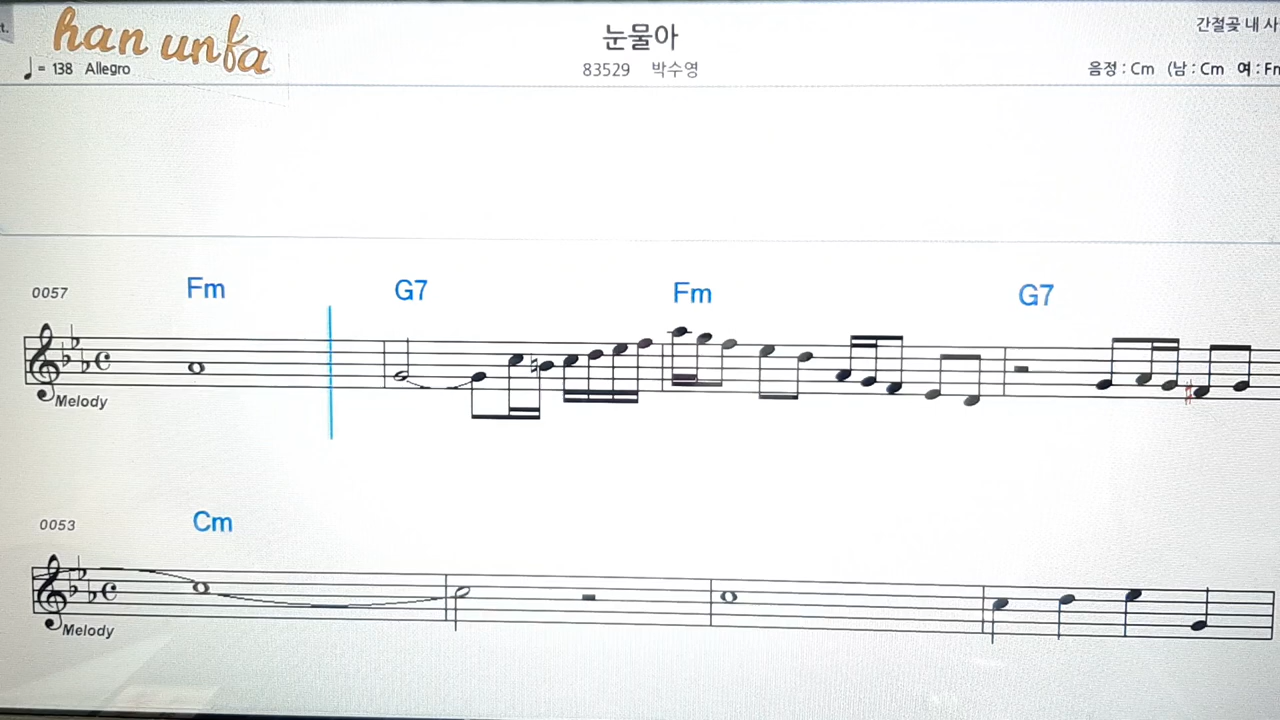 t.
han unfa
간절곶 내 사
눈물아
♩ = 138 Allegro
83529 박수영
음정 : Cm (남 : Cm 여 : Fm
0057
Fm
G7
Fm
G7
Melody
0053
Cm
Melody